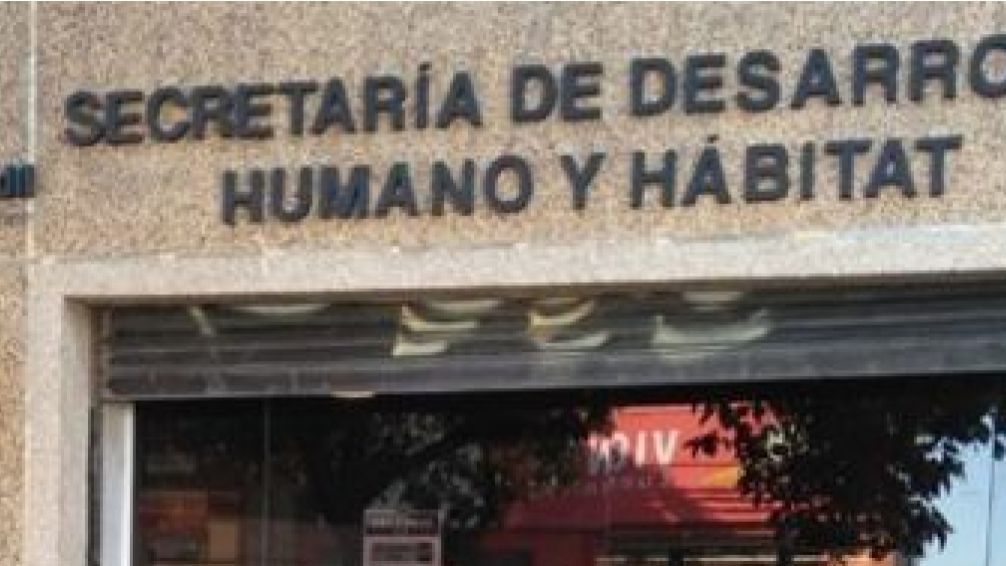 SECRETARÍA DE DESARRO
HUMANO Y HÁBITAT